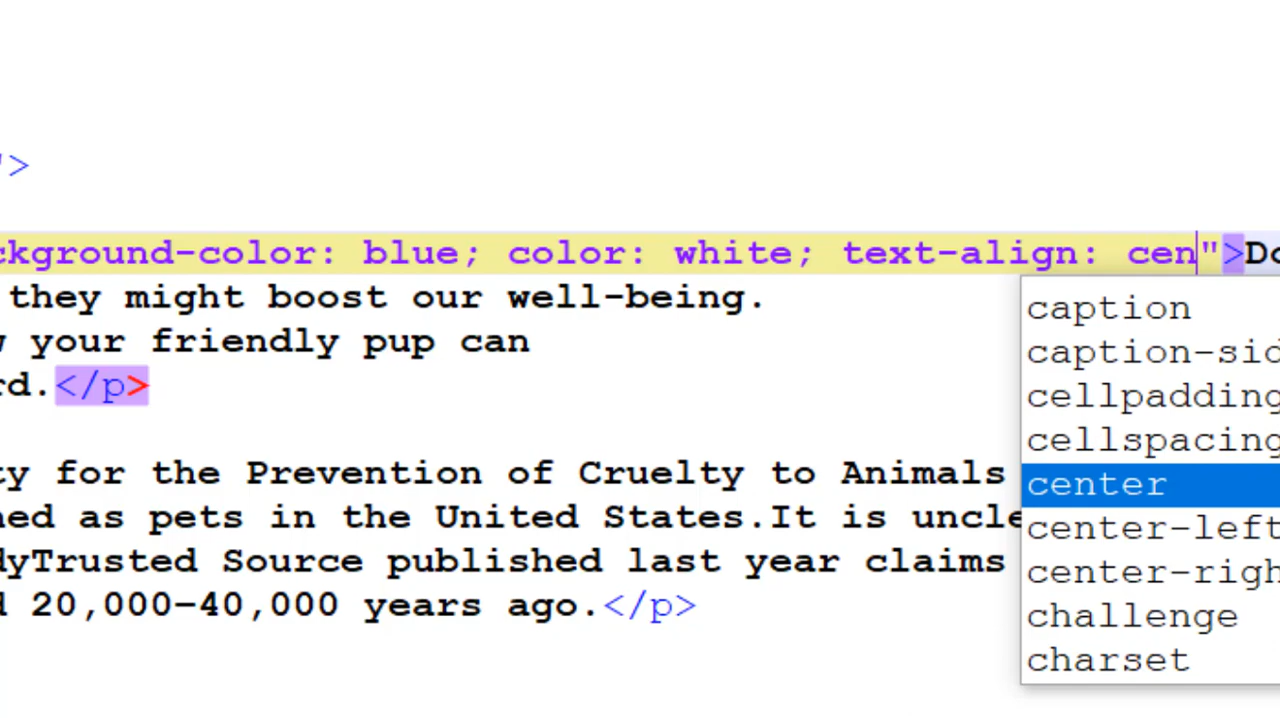 ">
ckground-color: blue; color: white; text-align: cen">Do
they might boost our well-being.
w your friendly pup can
rd.</p>
ty for the Prevention of Cruelty to Animals
ned as pets in the United States.It is uncle
dyTrusted Source published last year claims
d 20,000-40,000 years ago.</p>
caption
caption-sid
cellpadding
cellspacing
center
center-left
center-righ
challenge
charset